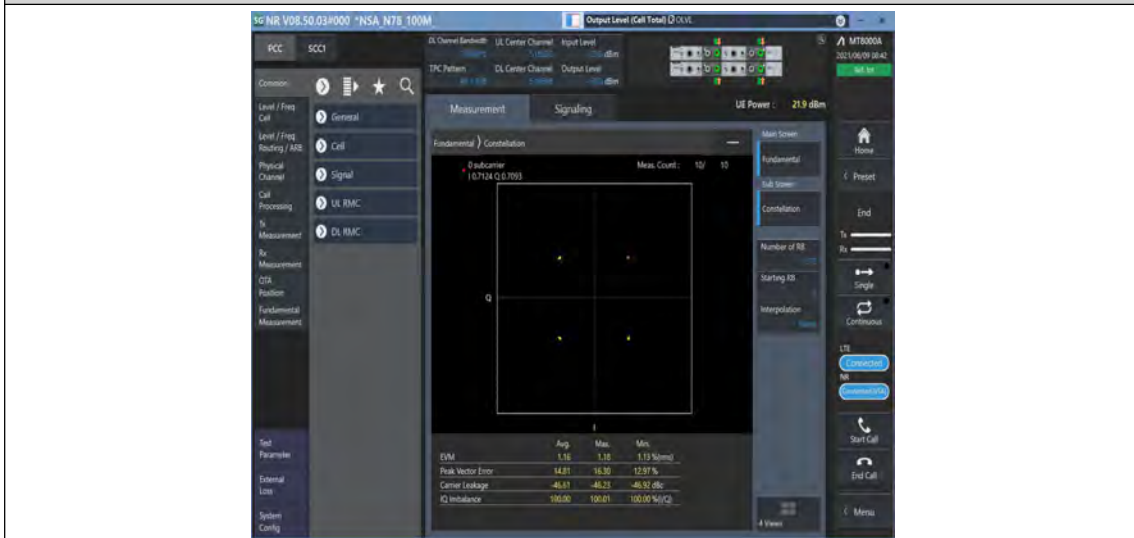 SG NR V08.50.03#000 *NSA_N78_100M
Output Level (Cell Total) OLVL
PCC SCC1
DL Channel Bandwidth UL Center Channel Input Level
dBm
TPC Pattern DL Center Channel Output Level
dBm
MT8000A
2021/06/09 08:42
Common
Level / Freq.
Cell
Level / Freq.
Routing / ARB
Physical
Channel
Call
Processing
Tx
Measurement
Rx
Measurement
OTA
Position
Fundamental
Measurement
Test
Parameter
External
Loss
System
Config
General
Cell
Signal
UL RMC
DL RMC
Measurement Signaling
UE Power : 21.9 dBm
Fundamental ) Constellation
0 subcarrier Meas. Count : 10/ 10
I 0.7124 Q 0.7093
Q
I
Avg. Max. Min.
EVM 1.16 1.18 1.13 %(rms)
Peak Vector Error 14.81 16.30 12.97 %
Carrier Leakage -46.61 -46.23 -46.92 dBc
IQ Imbalance 100.00 100.01 100.00 %(I/Q)
Main Screen
Fundamental
Sub Screen
Constellation
Number of RB
Starting RB
Interpolation
4 Views
Home
Preset
End
Tx
Rx
Single
Continuous
LTE
Connected
NR
Start Call
End Call
Menu